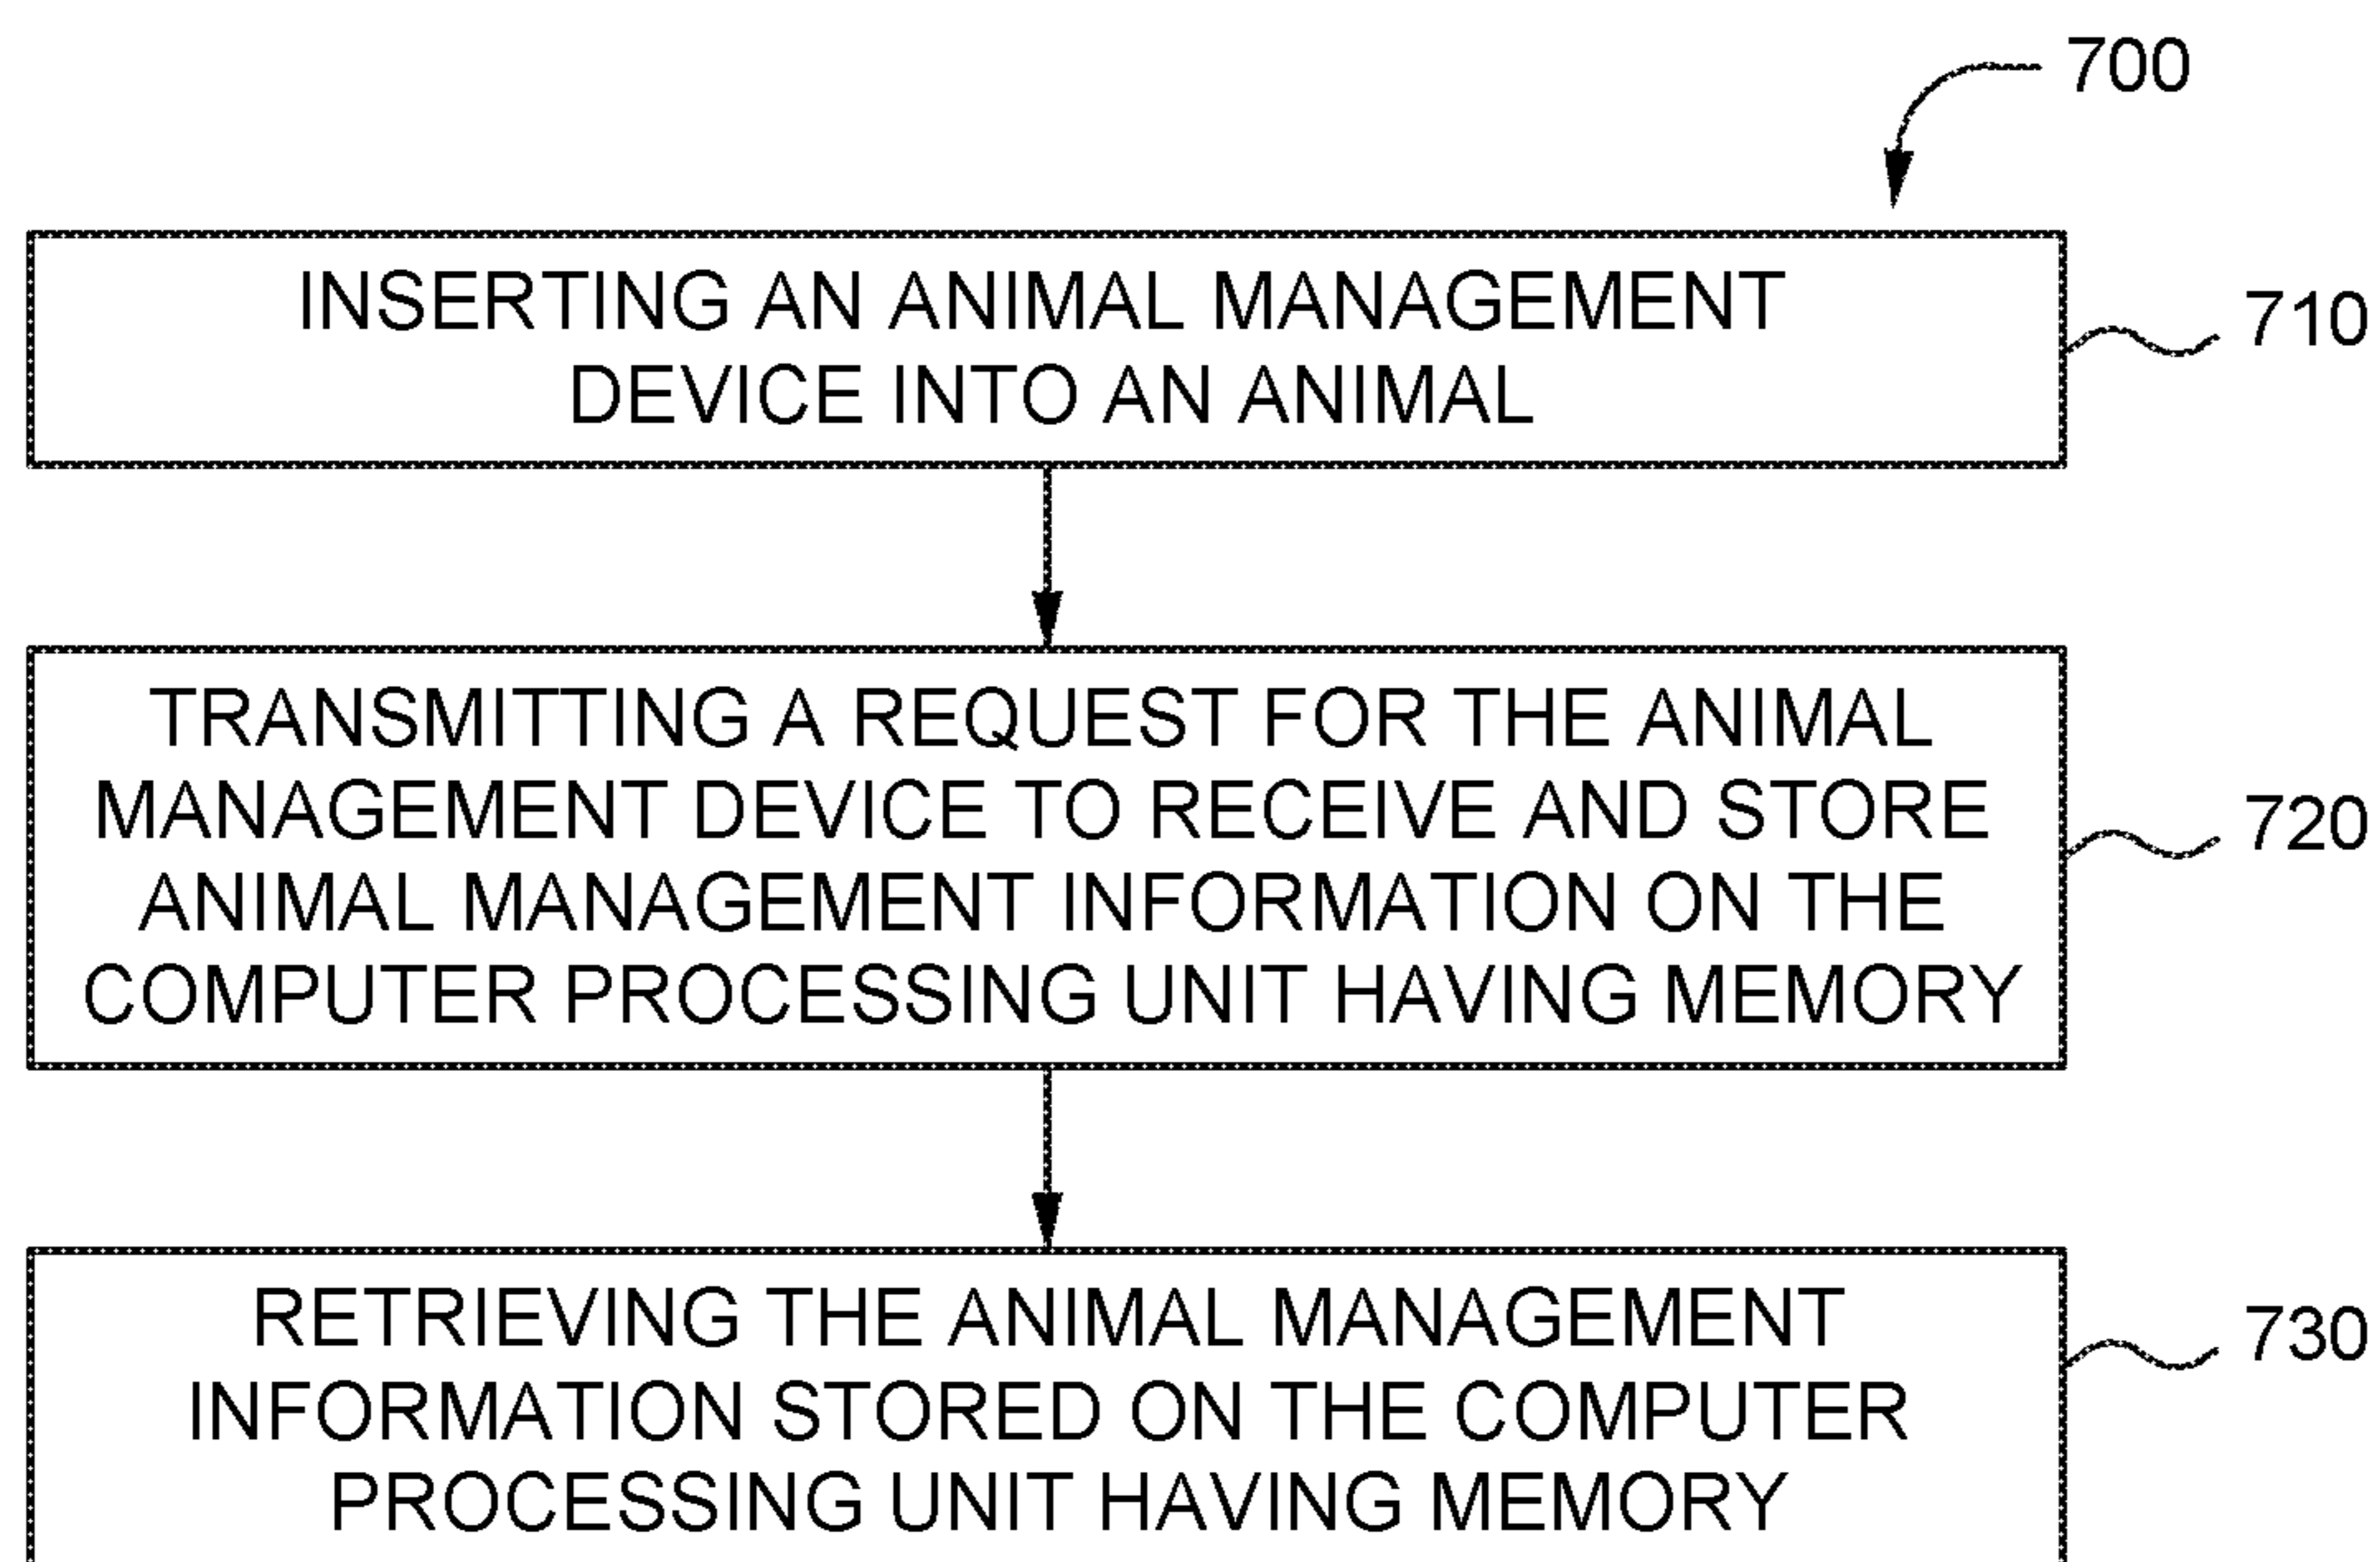 700
INSERTING AN ANIMAL MANAGEMENT
DEVICE INTO AN ANIMAL
710
TRANSMITTING A REQUEST FOR THE ANIMAL
MANAGEMENT DEVICE TO RECEIVE AND STORE
ANIMAL MANAGEMENT INFORMATION ON THE
COMPUTER PROCESSING UNIT HAVING MEMORY
720
RETRIEVING THE ANIMAL MANAGEMENT
INFORMATION STORED ON THE COMPUTER
PROCESSING UNIT HAVING MEMORY
730